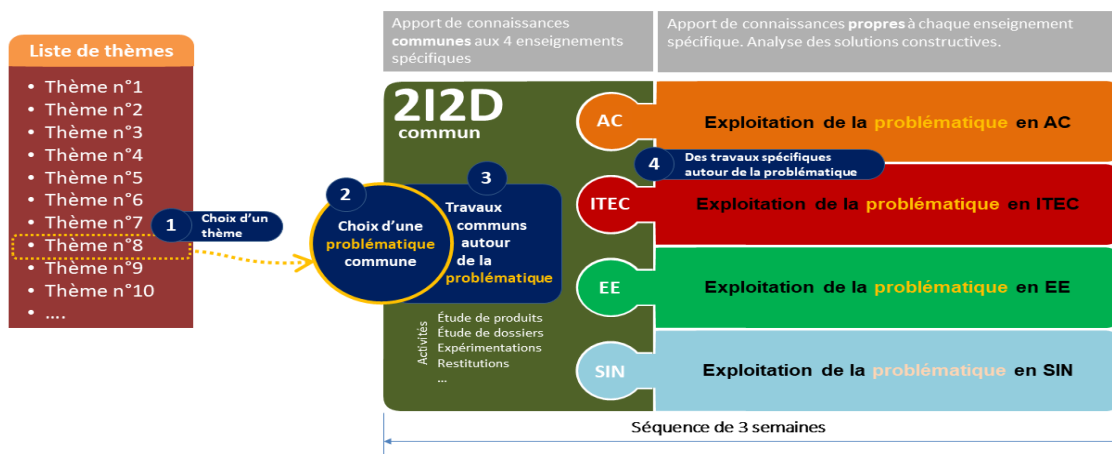 Liste de thèmes
• Thème n°1
• Thème n°2
• Thème n°3
• Thème n°4
• Thème n°5
• Thème n°6
• Thème n°7
• Thème n°8
• Thème n°9
• Thème n°10
• ....
1
Choix d'un
thème
Apport de connaissances
communes aux 4 enseignements
spécifiques
Apport de connaissances propres à chaque enseignement
spécifique. Analyse des solutions constructives.
2I2D
commun
2
Choix d'une
problématique
commune
3
Travaux
communs
autour
de la
problématique
Activités
Étude de produits
Étude de dossiers
Expérimentations
Restitutions
...
AC
Exploitation de la problématique en AC
4
Des travaux spécifiques
autour de la problématique
ITEC
Exploitation de la problématique en ITEC
EE
Exploitation de la problématique en EE
SIN
Exploitation de la problématique en SIN
Séquence de 3 semaines